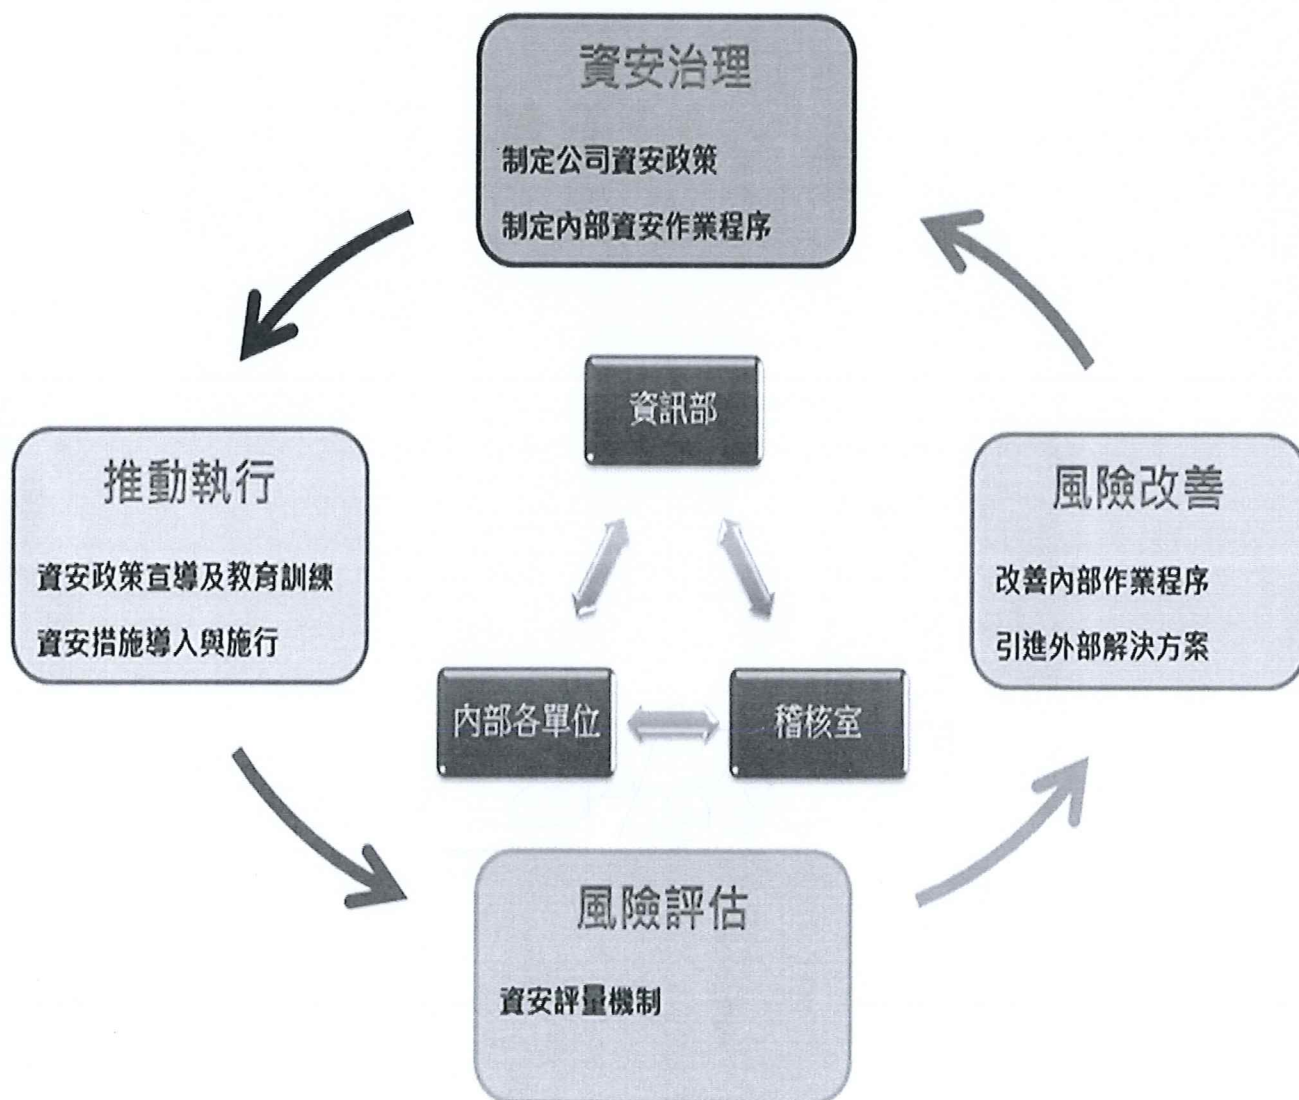 資安治理
制定公司資安政策
制定內部資安作業程序
資訊部
推動執行
資安政策宣導及教育訓練
資安措施導入與施行
風險改善
改善內部作業程序
引進外部解決方案
內部各單位
稽核室
風險評估
資安評量機制